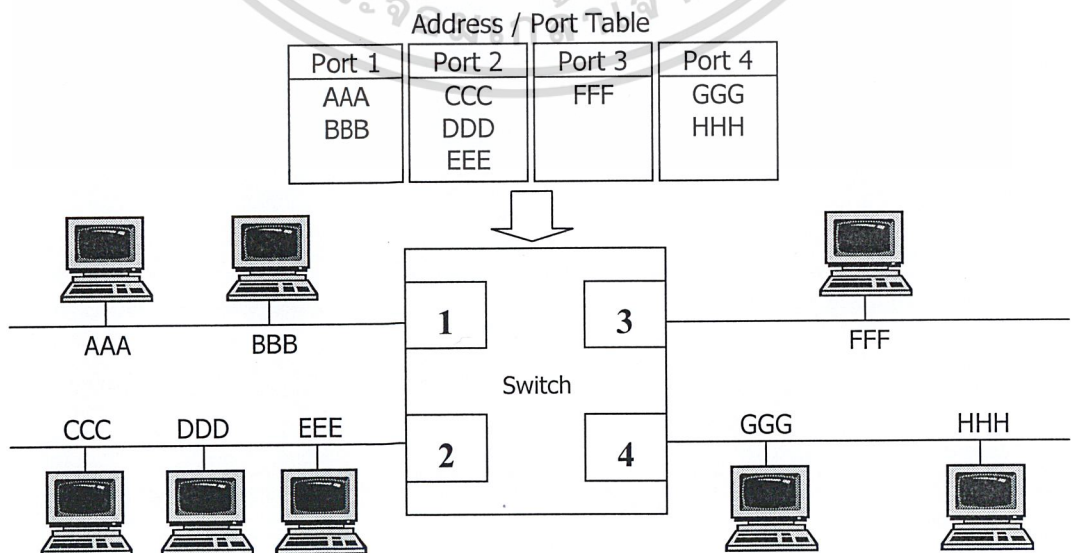 Address / Port Table
Port 1 Port 2 Port 3 Port 4
AAA CCC FFF GGG
BBB DDD HHH
EEE
1 3
AAA BBB FFF
Switch
CCC DDD EEE GGG HHH
2 4